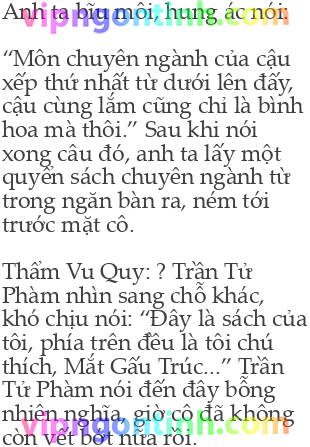 Anh ta bĩu môi, hung ác nói:
vipngontinh.com
“Môn chuyên ngành của cậu
xếp thứ nhất từ dưới lên đấy,
cậu cùng lắm cũng chỉ là bình
hoa mà thôi.” Sau khi nói
xong câu đó, anh ta lấy một
quyển sách chuyên ngành từ
trong ngăn bàn ra, ném tới
trước mặt cô.
Thẩm Vu Quy: ? Trần Tử
Phàm nhìn sang chỗ khác,
khó chịu nói: “Đây là sách của
tôi, phía trên đều là tôi chú
thích, Mắt Gấu Trúc...” Trần
Tử Phàm nói đến đây bỗng
nhiên nghĩa, giờ cô đã không
vipngontinh.com
còn vết bớt nữa rồi.